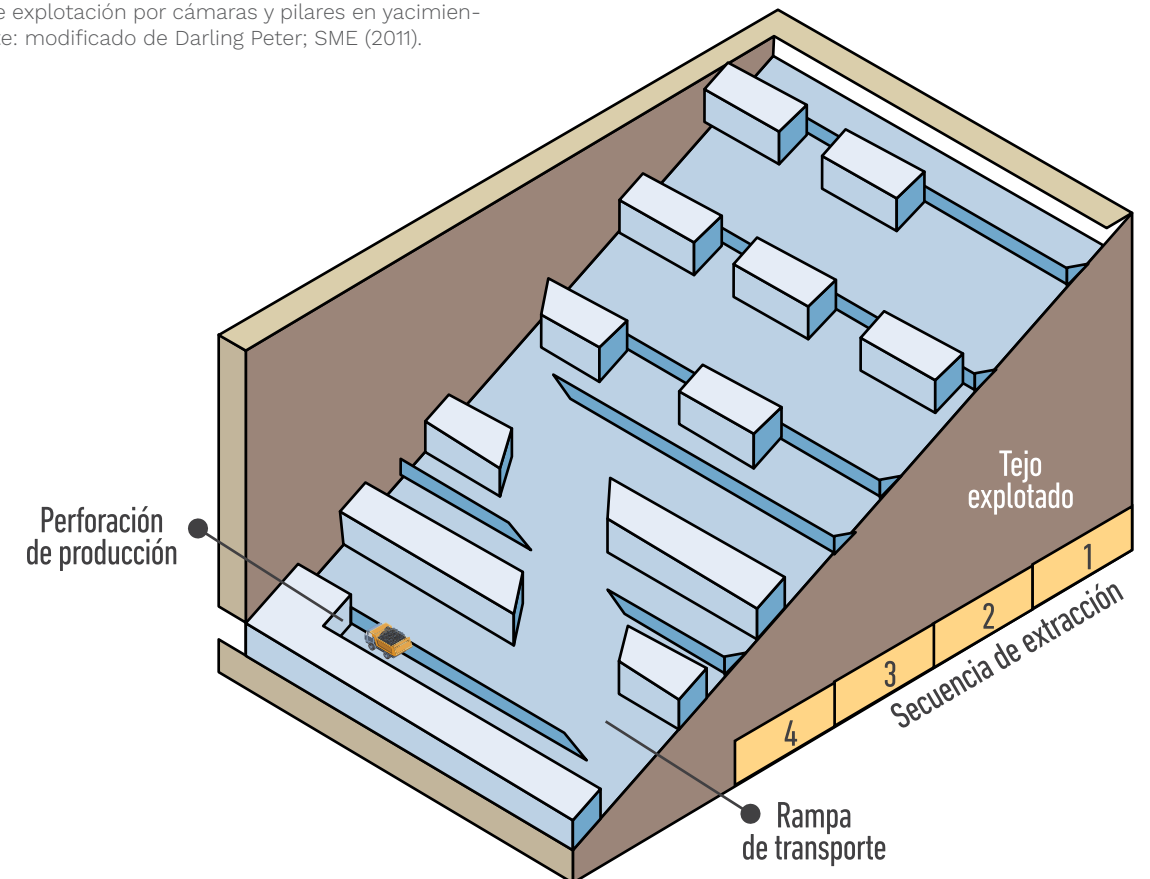 e explotación por cámaras y pilares en yacimien-
te: modificado de Darling Peter; SME (2011).
Tejo
explotado
Perforación
de producción
1
2
3
4
Secuencia de extracción
Rampa
de transporte